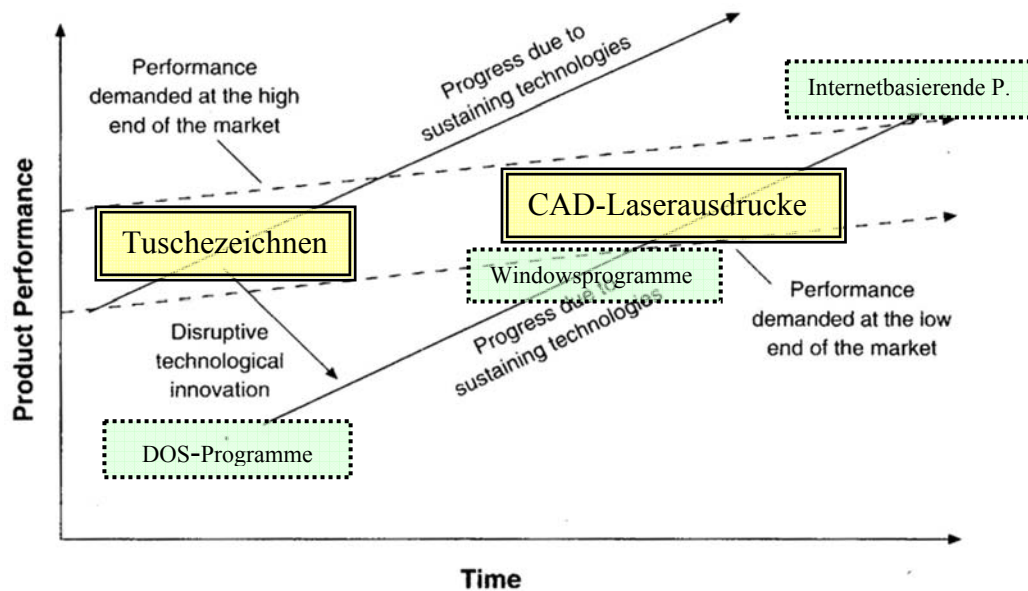 Performance
demanded at the high
end of the market
Progress due to
sustaining technologies
Internetbasierende P.
Product Performance
Tuschezeichnen
CAD-Laserausdrucke
Windowsprogramme
Disruptive
technological
innovation
Progress due to
sustaining technologies
Performance
demanded at the low
end of the market
DOS-Programme
Time